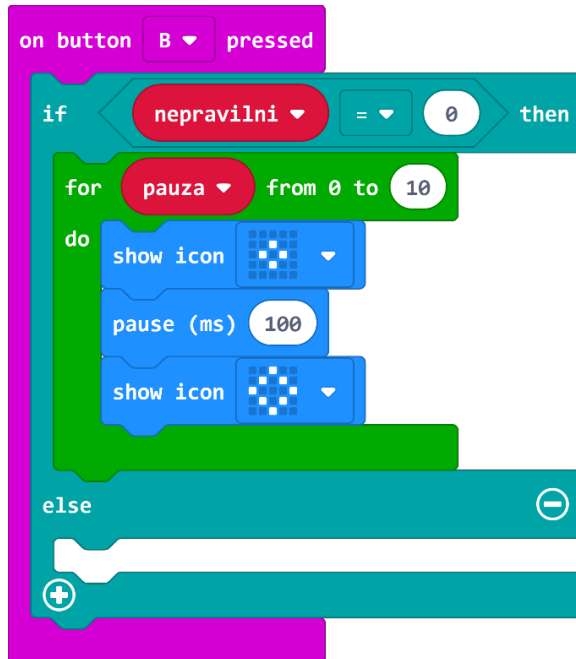 on button B pressed
if nepravilni = 0 then
for pauza from 0 to 10
do
show icon
pause (ms) 100
show icon
else